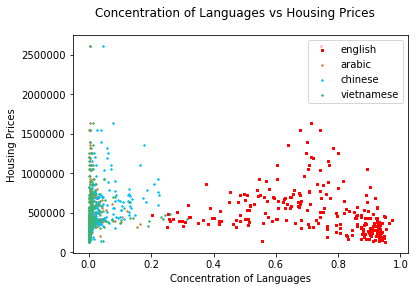 Concentration of Languages vs Housing Prices
english
arabic
chinese
vietnamese
Housing Prices
2500000
2000000
1500000
1000000
500000
0
0.0 0.2 0.4 0.6 0.8 1.0
Concentration of Languages